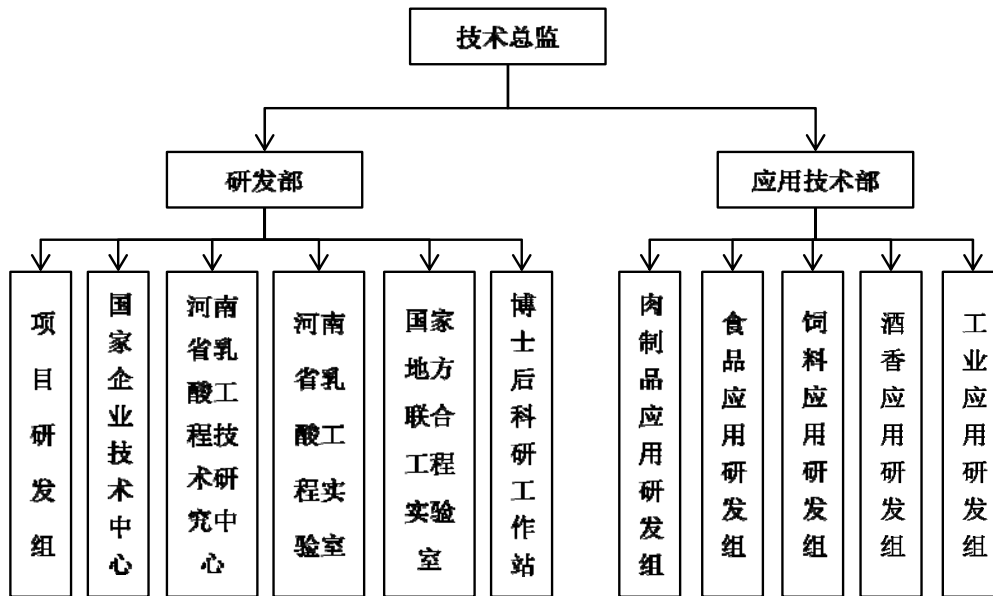 技术总监
研发部
应用技术部
项目研发组
国家企业技术中心
河南省乳酸工程技术研究中心
河南省乳酸工程实验室
国家地方联合工程实验室
博士后科研工作站
肉制品应用研发组
食品应用研发组
饲料应用研发组
酒香应用研发组
工业应用研发组